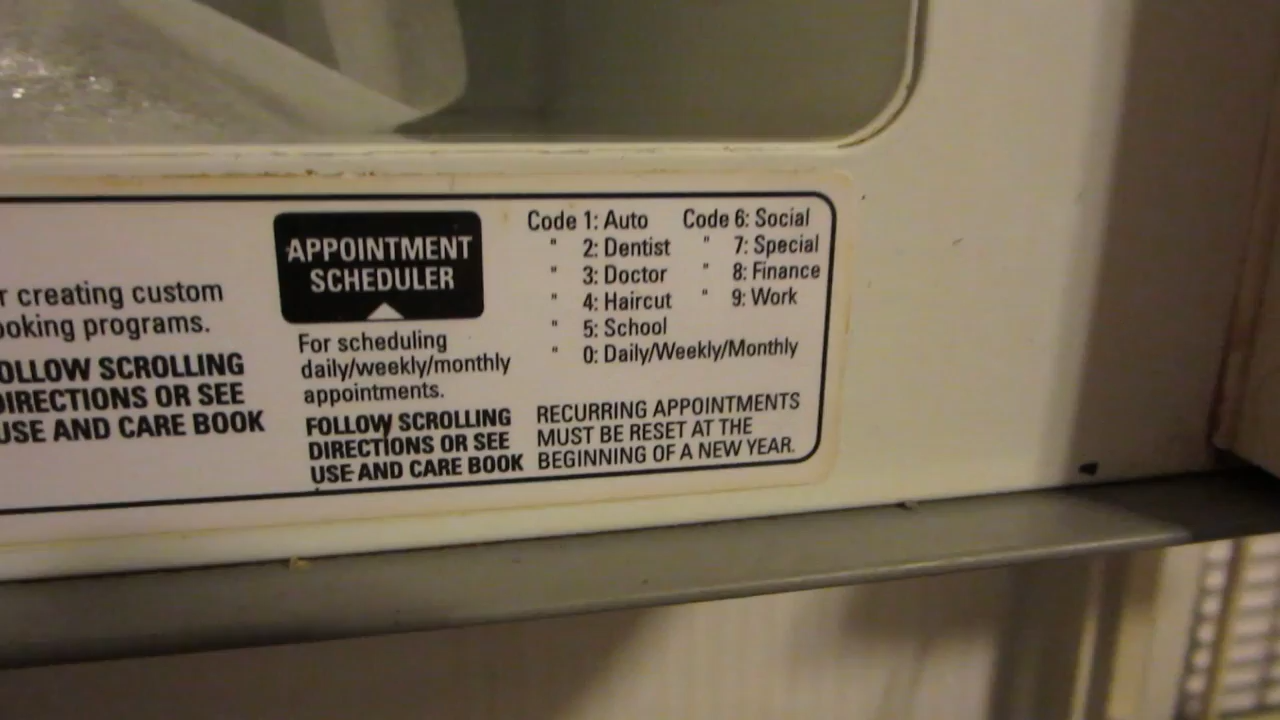 r creating custom
ooking programs.
OLLOW SCROLLING
DIRECTIONS OR SEE
USE AND CARE BOOK
APPOINTMENT
SCHEDULER
For scheduling
daily/weekly/monthly
appointments.
FOLLOW SCROLLING
DIRECTIONS OR SEE
USE AND CARE BOOK
Code 1: Auto Code 6: Social
" 2: Dentist " 7: Special
" 3: Doctor " 8: Finance
" 4: Haircut " 9: Work
" 5: School
" 0: Daily/Weekly/Monthly
RECURRING APPOINTMENTS
MUST BE RESET AT THE
BEGINNING OF A NEW YEAR.